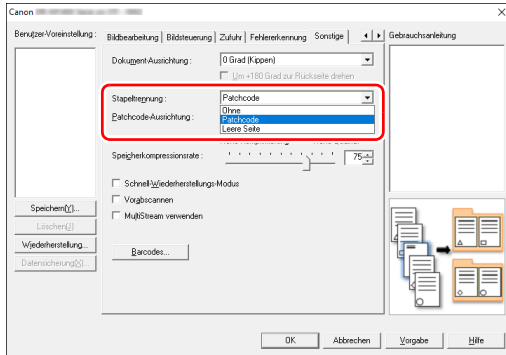 Canon
Benutzer-Voreinstellung :
Bildbearbeitung
Bildsteuerung
Zufuhr
Fehlererkennung
Sonstige
Gebrauchsanleitung
Dokument-Ausrichtung :
0 Grad (Kippen)
Um +180 Grad zur Rückseite drehen
Stapeltrennung :
Patchcode
Ohne
Patchcode-Ausrichtung :
Patchcode
Leere Seite
Speicherkompressionsrate :
75
Schnell-Wiederherstellungs-Modus
Vorabscannen
MultiStream verwenden
Speichern(Y)...
Löschen(J)
Wiederherstellung...
Datensicherung(X)...
Barcodes...
OK
Abbrechen
Vorgabe
Hilfe